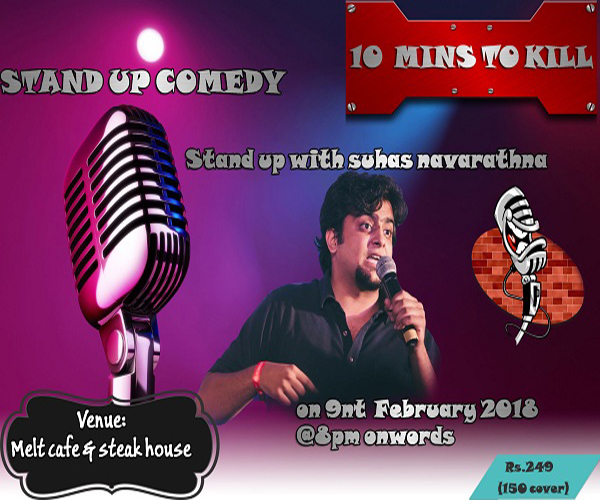 STAND UP COMEDY
10 MINS TO KILL
Stand up with suhas navarathna
on 9nt February 2018
@8pm onwords
Venue:
Melt cafe & steak house
Rs.249
(150 cover)